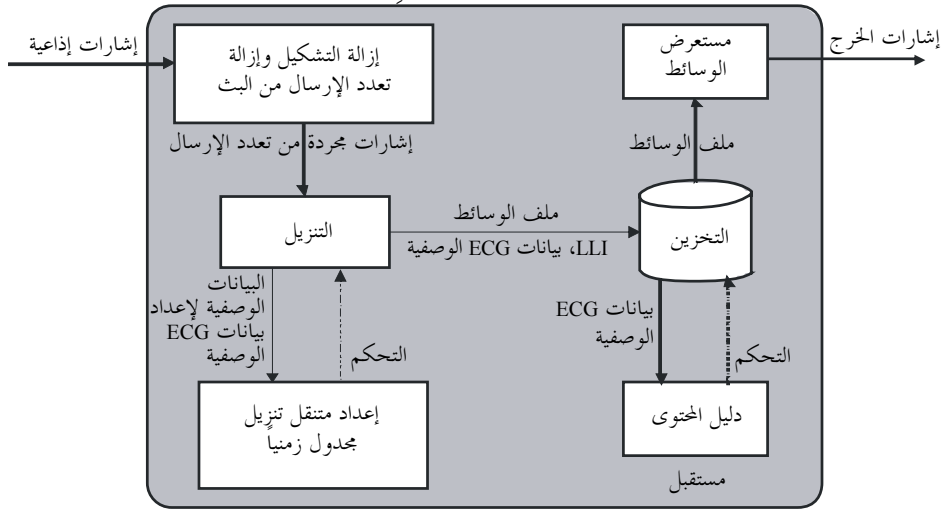 إشارات إذاعية
إزالة التشكيل وإزالة
تعدد الإرسال من البث
مستعرض
الوسائط
إشارات الخرج
إشارات مجردة من تعدد الإرسال
ملف الوسائط
التنزيل
ملف الوسائط
LLI، بيانات ECG الوصفية
التخزين
البيانات
الوصفية لإعداد
بيانات ECG
الوصفية
التحكم
بيانات ECG
الوصفية
التحكم
إعداد متنقل تنزيل
مجدول زمنياً
دليل المحتوى
مستقبل